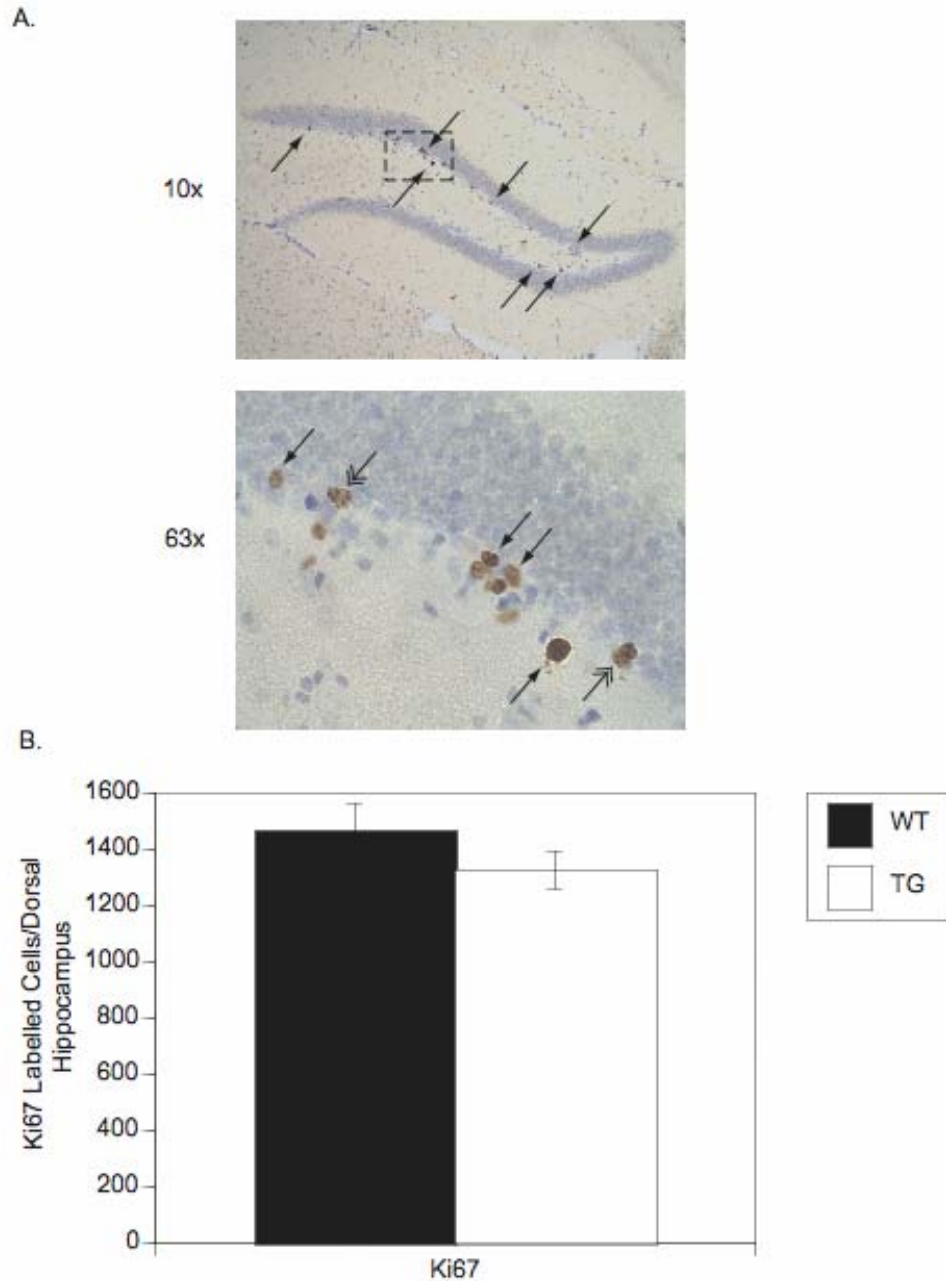 A.
10x
63x
B.
1600
1400
1200
1000
800
600
400
200
0
Ki67 Labelled Cells/Dorsal
Hippocampus
Ki67
WT
TG